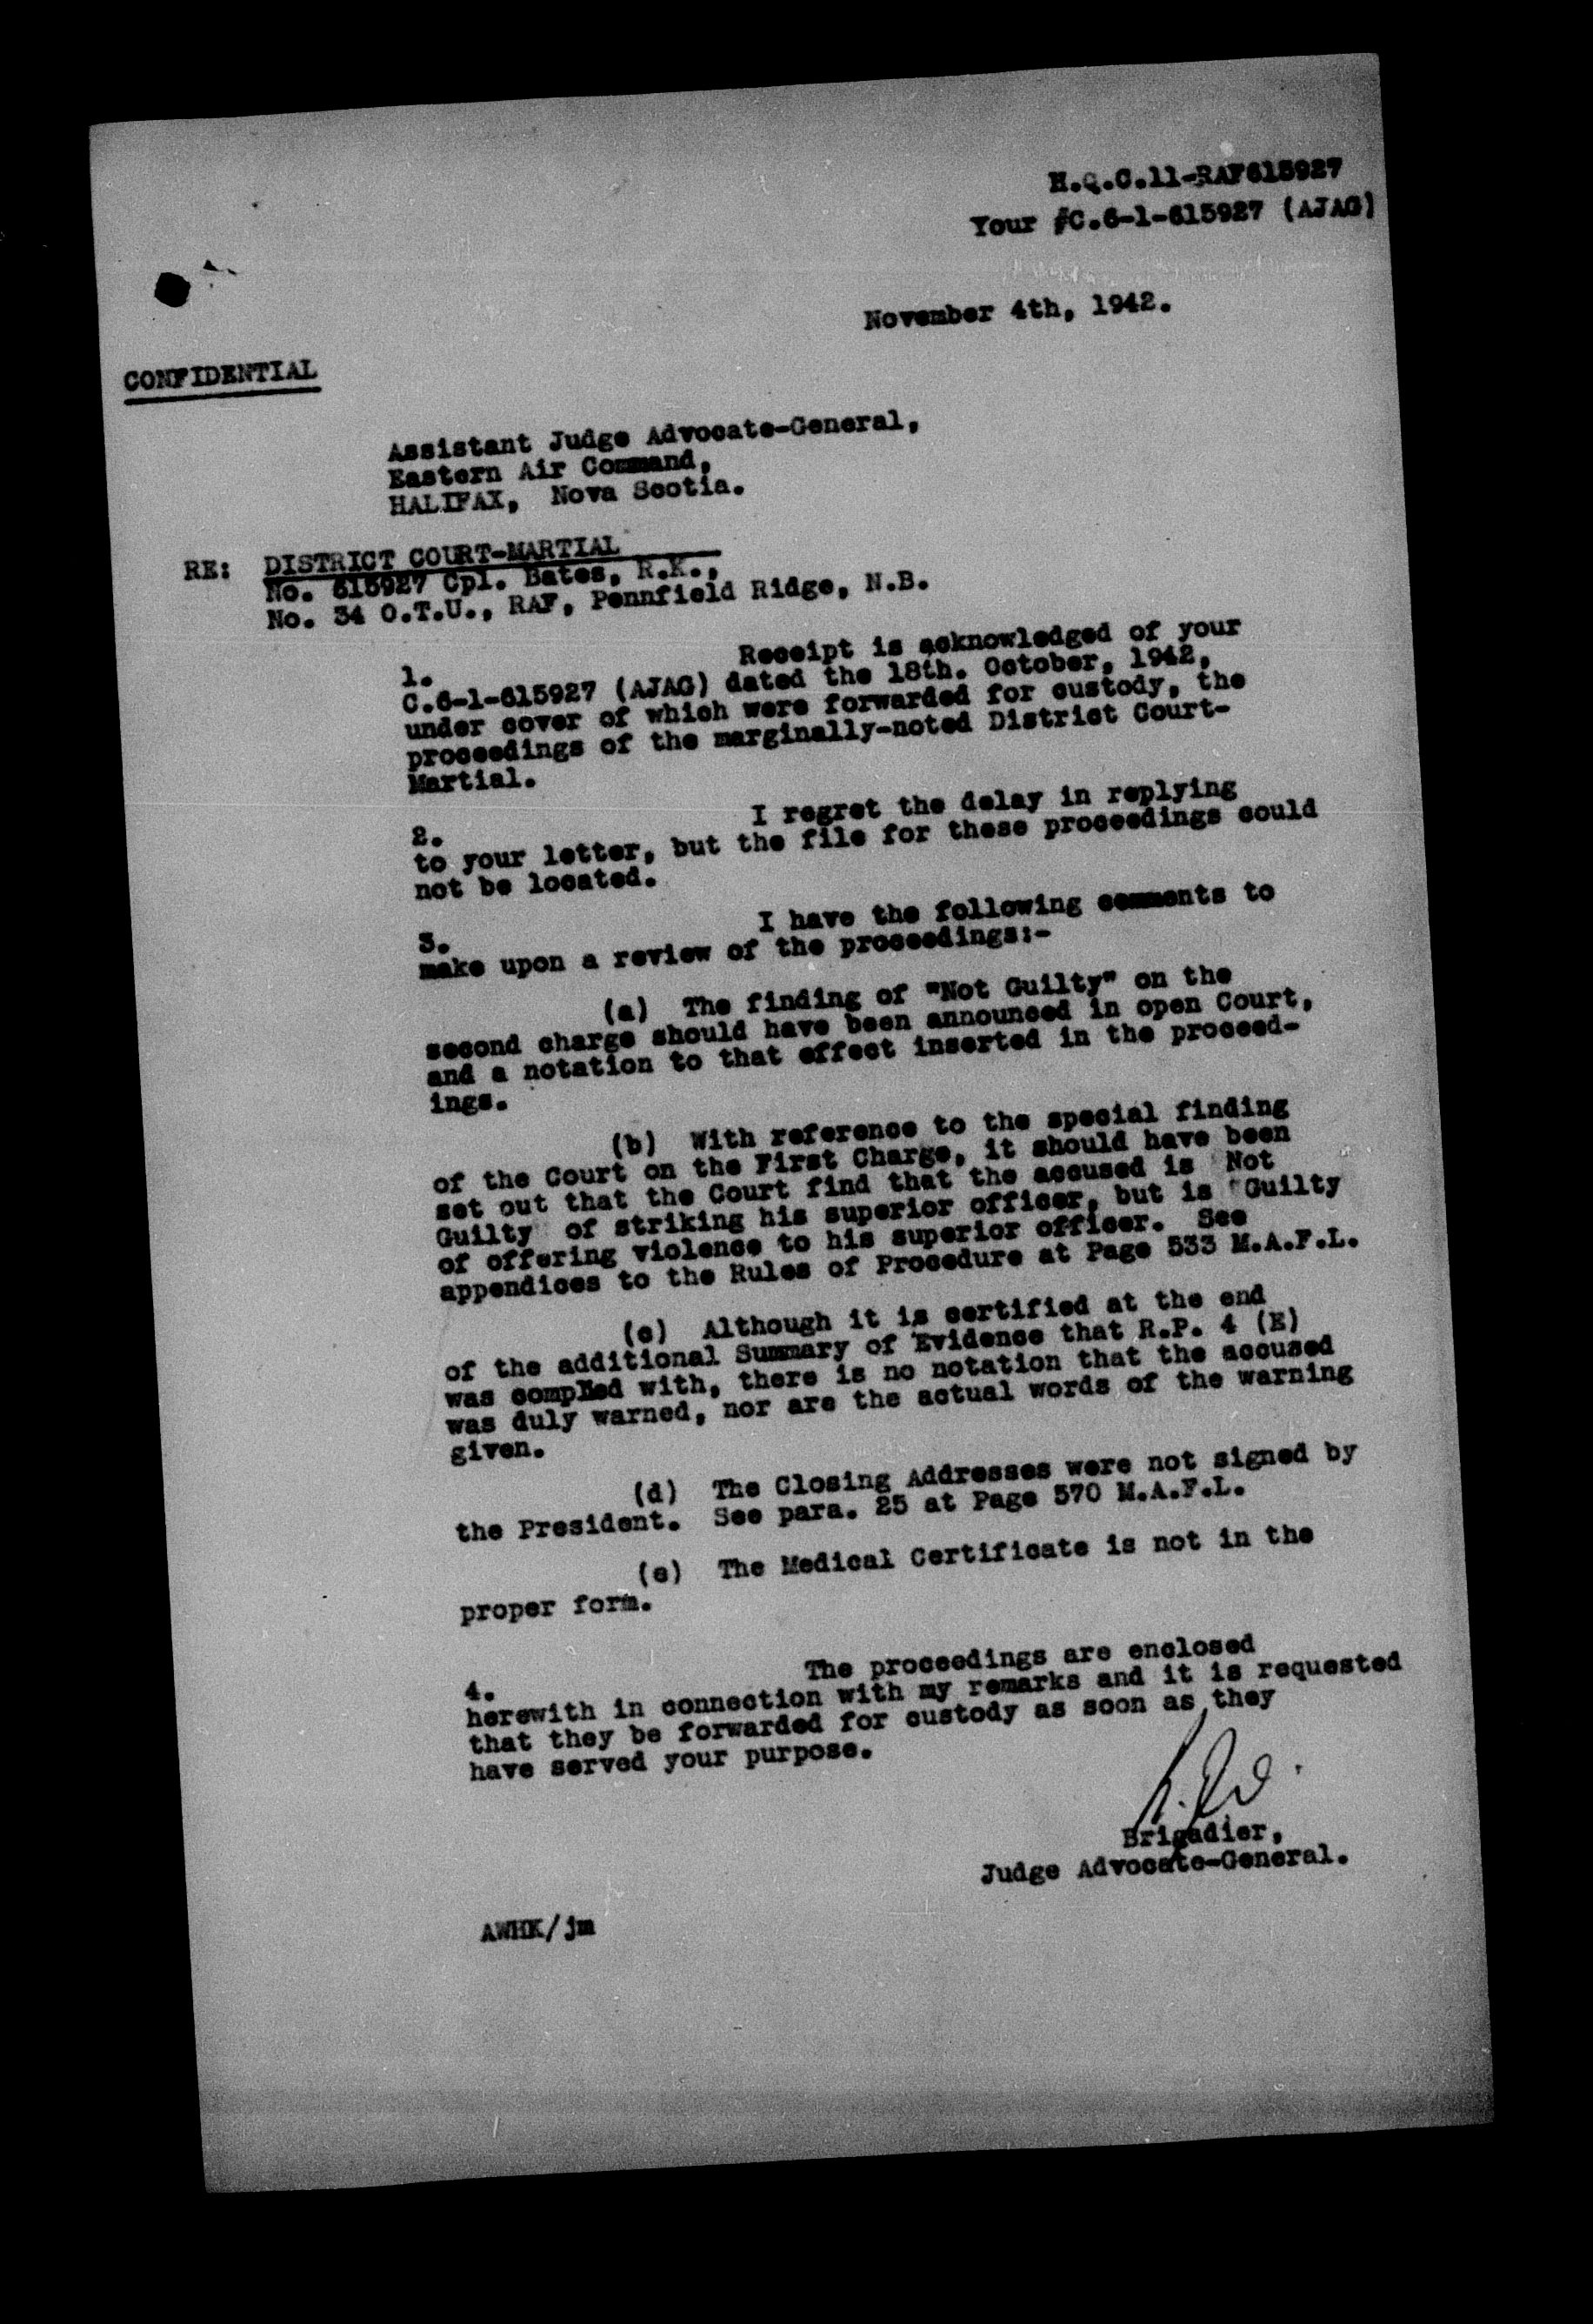 H.Q.C.11-RAF615927
Your #C.6-1-615927 (AJAG)
November 4th, 1942.
CONFIDENTIAL
Assistant Judge Advocate-General,
Eastern Air Command,
HALIFAX, Nova Scotia.
RE: DISTRICT COURT-MARTIAL
No. 615927 Cpl. Bates, R.K.,
No. 34 O.T.U., RAF, Pennfield Ridge, N.B.
1. Receipt is acknowledged of your
C.6-1-615927 (AJAG) dated the 18th. October, 1942,
under cover of which were forwarded for custody, the
proceedings of the marginally-noted District Court-
Martial.
2. I regret the delay in replying
to your letter, but the file for these proceedings could
not be located.
3. I have the following comments to
make upon a review of the proceedings:-
(a) The finding of "Not Guilty" on the
second charge should have been announced in open Court,
and a notation to that effect inserted in the proceed-
ings.
(b) With reference to the special finding
of the Court on the First Charge, it should have been
set out that the Court find that the accused is Not
Guilty of striking his superior officer, but is "Guilty
of offering violence to his superior officer. See
appendices to the Rules of Procedure at Page 533 M.A.F.L.
(c) Although it is certified at the end
of the additional Summary of Evidence that R.P. 4 (E)
was complied with, there is no notation that the accused
was duly warned, nor are the actual words of the warning
given.
(d) The Closing Addresses were not signed by
the President. See para. 25 at Page 570 M.A.F.L.
(e) The Medical Certificate is not in the
proper form.
4. The proceedings are enclosed
herewith in connection with my remarks and it is requested
that they be forwarded for custody as soon as they
have served your purpose.
Brigadier,
Judge Advocate-General.
AWHK/jm